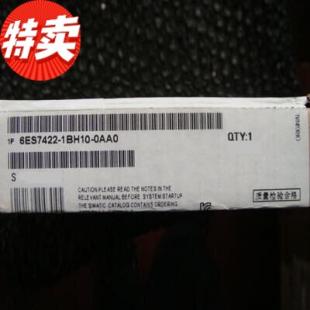 特卖
1P 6ES7422-1BH10-0AA0
QTY:1
S
CAUTION:PLEASE READ THE NOTES IN THE
RELEVANT MANUAL BEFORE SYSTEM STARTUP
THE SIMATIC CATALOG CONTAINS ORDERING
质量检验合格